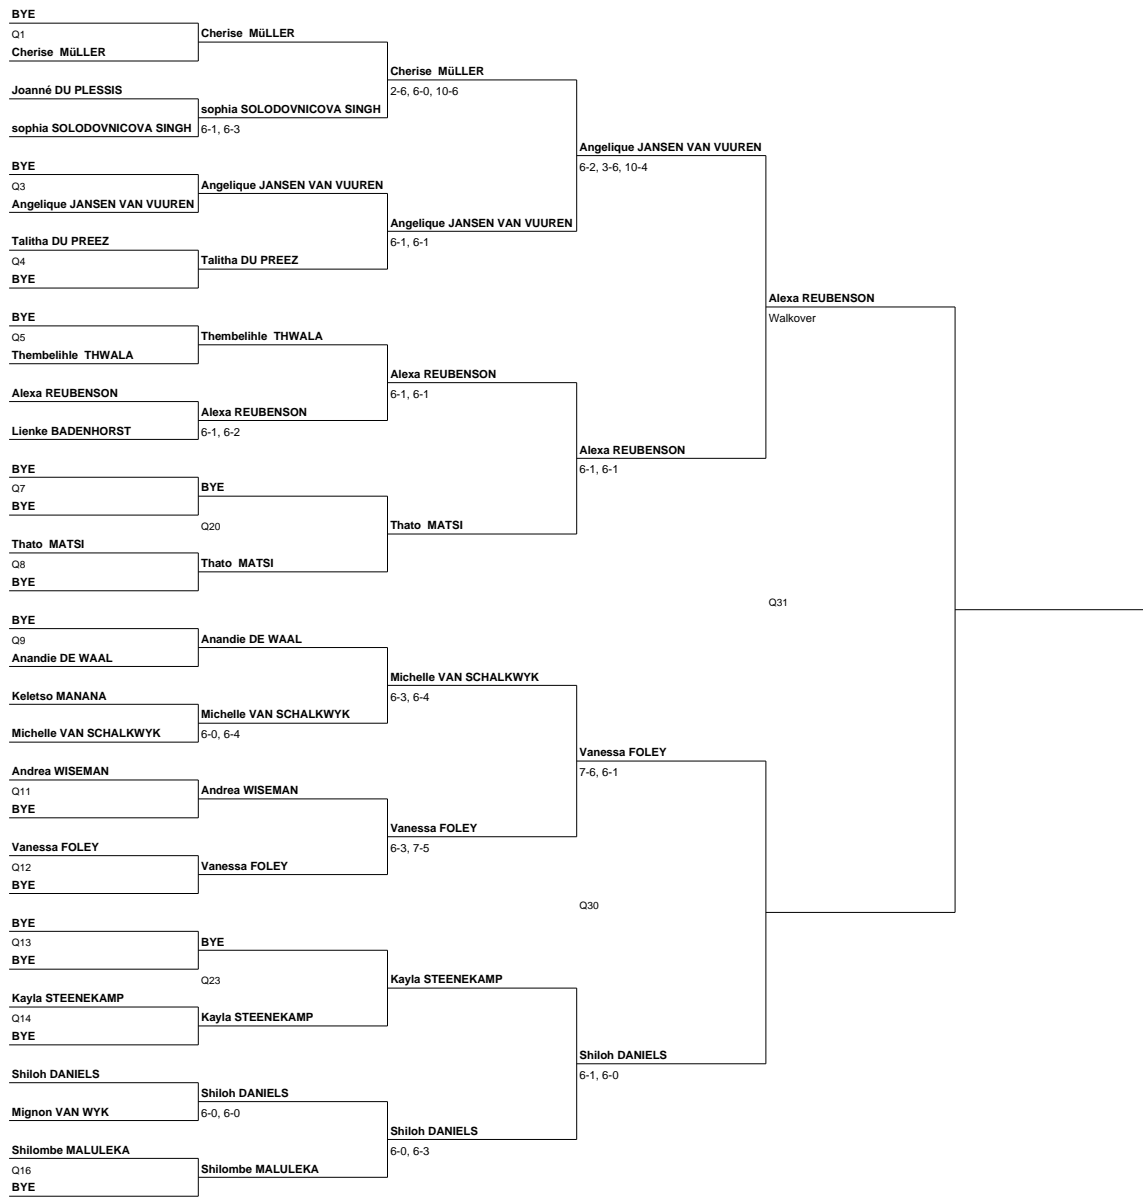 BYE
Q1
Cherise MüLLER
Joanné DU PLESSIS
sophia SOLODOVNICOVA SINGH
BYE
Q3
Angelique JANSEN VAN VUUREN
Talitha DU PREEZ
Q4
BYE
BYE
Q5
Thembelihle THWALA
Alexa REUBENSON
Lienke BADENHORST
BYE
Q7
BYE
Thato MATSI
Q8
BYE
BYE
Q9
Anandie DE WAAL
Keletso MANANA
Michelle VAN SCHALKWYK
Andrea WISEMAN
Q11
BYE
Vanessa FOLEY
Q12
BYE
BYE
Q13
BYE
Kayla STEENEKAMP
Q14
BYE
Shiloh DANIELS
Mignon VAN WYK
Shilombe MALULEKA
Q16
BYE
Cherise MüLLER
sophia SOLODOVNICOVA SINGH
6-1, 6-3
Angelique JANSEN VAN VUUREN
Talitha DU PREEZ
Thembelihle THWALA
Alexa REUBENSON
6-1, 6-2
BYE
Q20
Thato MATSI
Anandie DE WAAL
Michelle VAN SCHALKWYK
6-0, 6-4
Andrea WISEMAN
Vanessa FOLEY
BYE
Q23
Kayla STEENEKAMP
Shiloh DANIELS
6-0, 6-0
Shilombe MALULEKA
Cherise MüLLER
2-6, 6-0, 10-6
Angelique JANSEN VAN VUUREN
6-1, 6-1
Alexa REUBENSON
6-1, 6-1
Thato MATSI
Michelle VAN SCHALKWYK
6-3, 6-4
Vanessa FOLEY
6-3, 7-5
Kayla STEENEKAMP
Shiloh DANIELS
6-0, 6-3
Angelique JANSEN VAN VUUREN
6-2, 3-6, 10-4
Alexa REUBENSON
6-1, 6-1
Vanessa FOLEY
7-6, 6-1
Q30
Shiloh DANIELS
6-1, 6-0
Alexa REUBENSON
Walkover
Q31